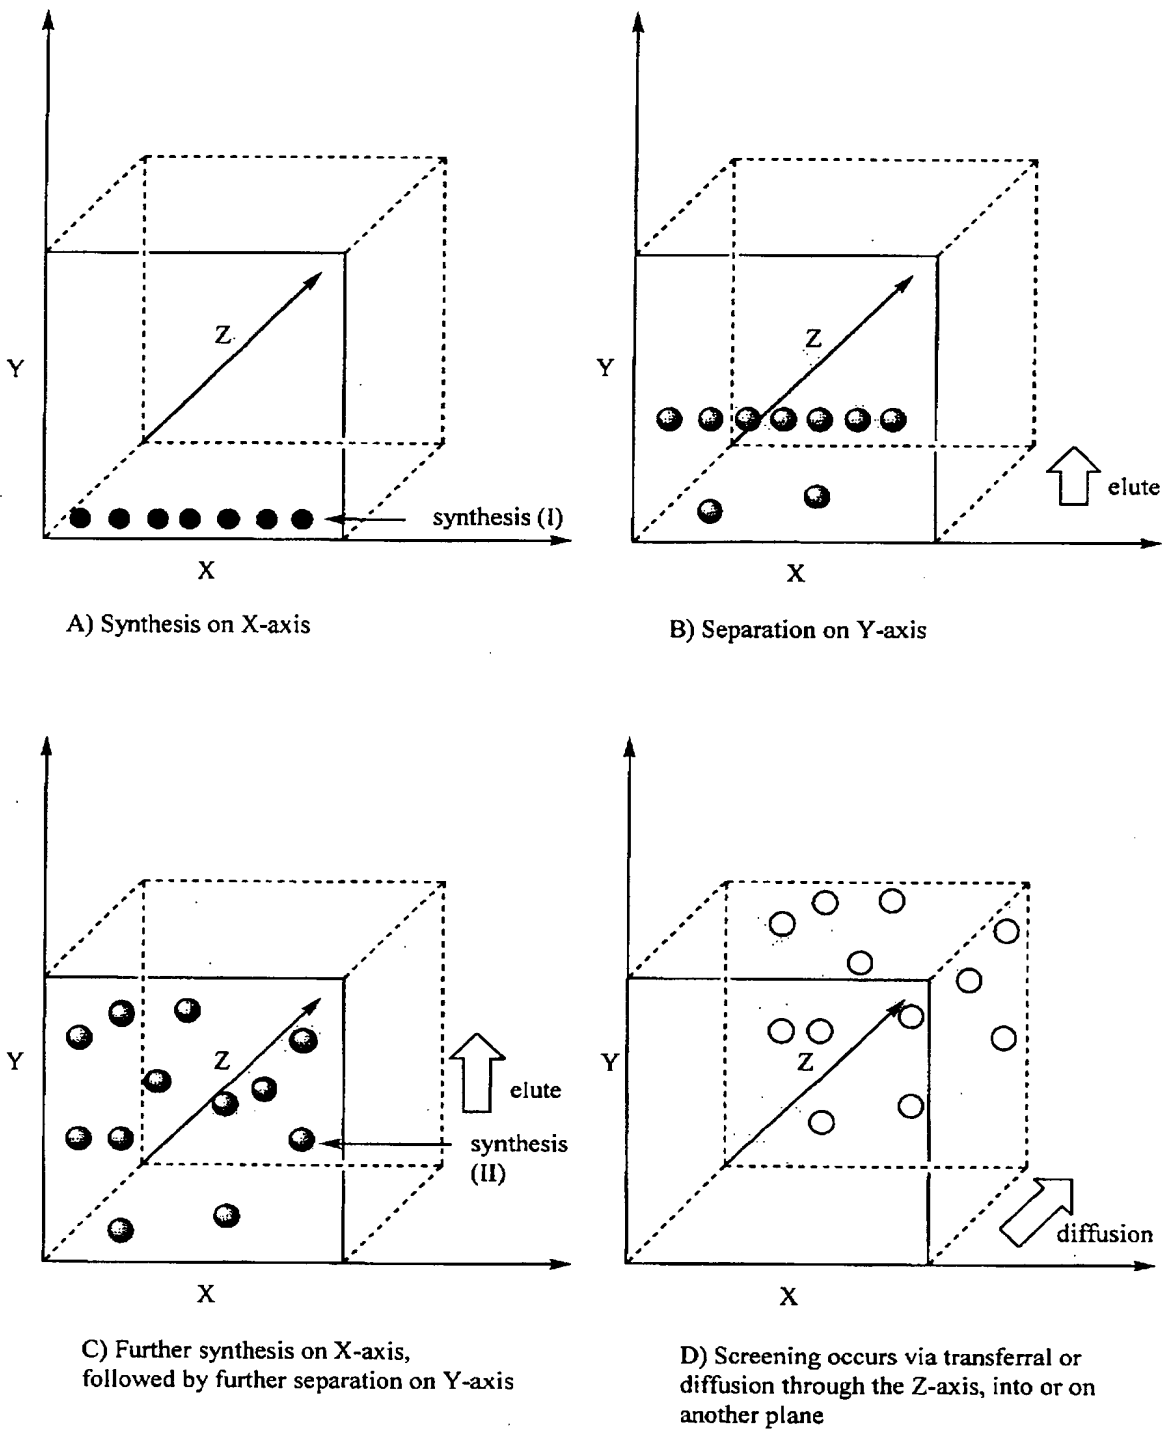 Z
Y
synthesis (I)
X
A) Synthesis on X-axis
Z
Y
elute
X
B) Separation on Y-axis
Z
Y
elute
synthesis
(II)
X
C) Further synthesis on X-axis,
followed by further separation on Y-axis
Z
Y
diffusion
X
D) Screening occurs via transferral or
diffusion through the Z-axis, into or on
another plane